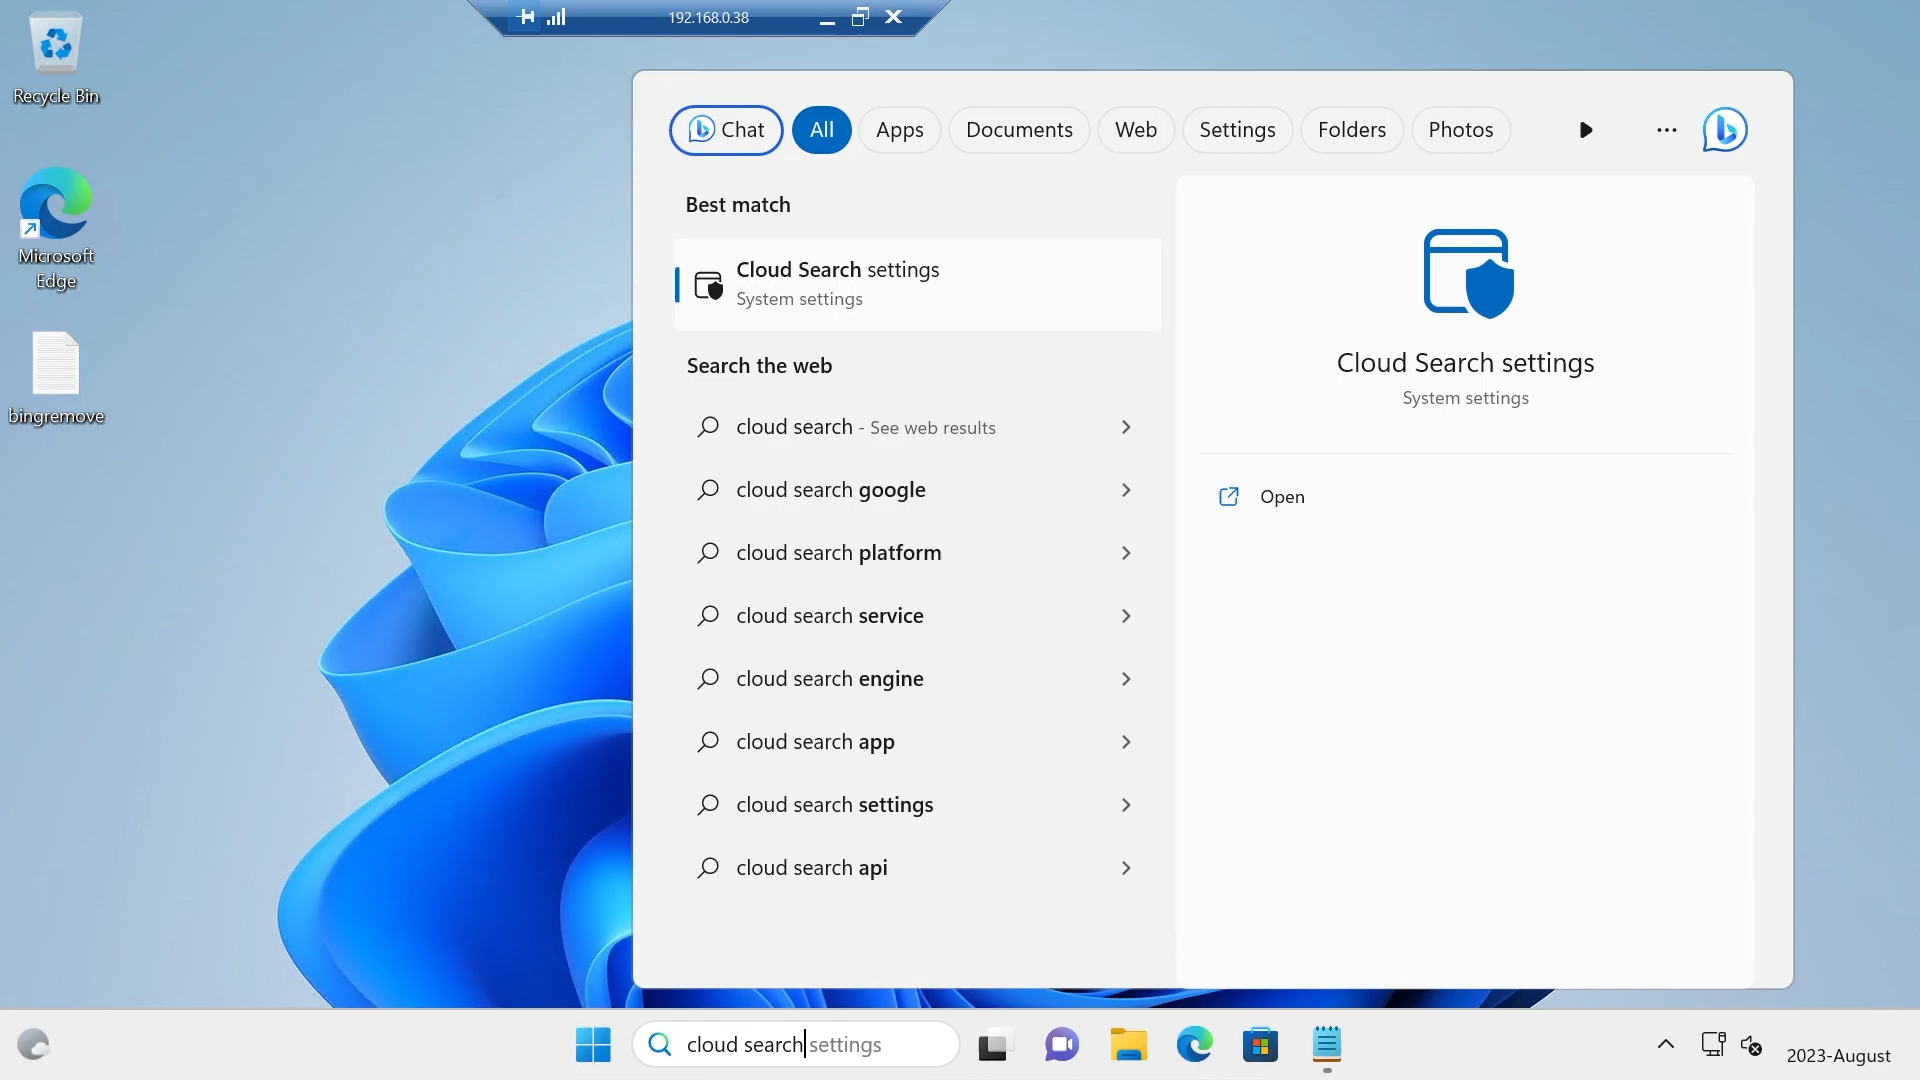 192.168.0.38
Recycle Bin
Microsoft
Edge
bingremove
Chat
All
Apps
Documents
Web
Settings
Folders
Photos
Best match
Cloud Search settings
System settings
Search the web
cloud search - See web results
cloud search google
cloud search platform
cloud search service
cloud search engine
cloud search app
cloud search settings
cloud search api
Cloud Search settings
System settings
Open
cloud search settings
2023-August